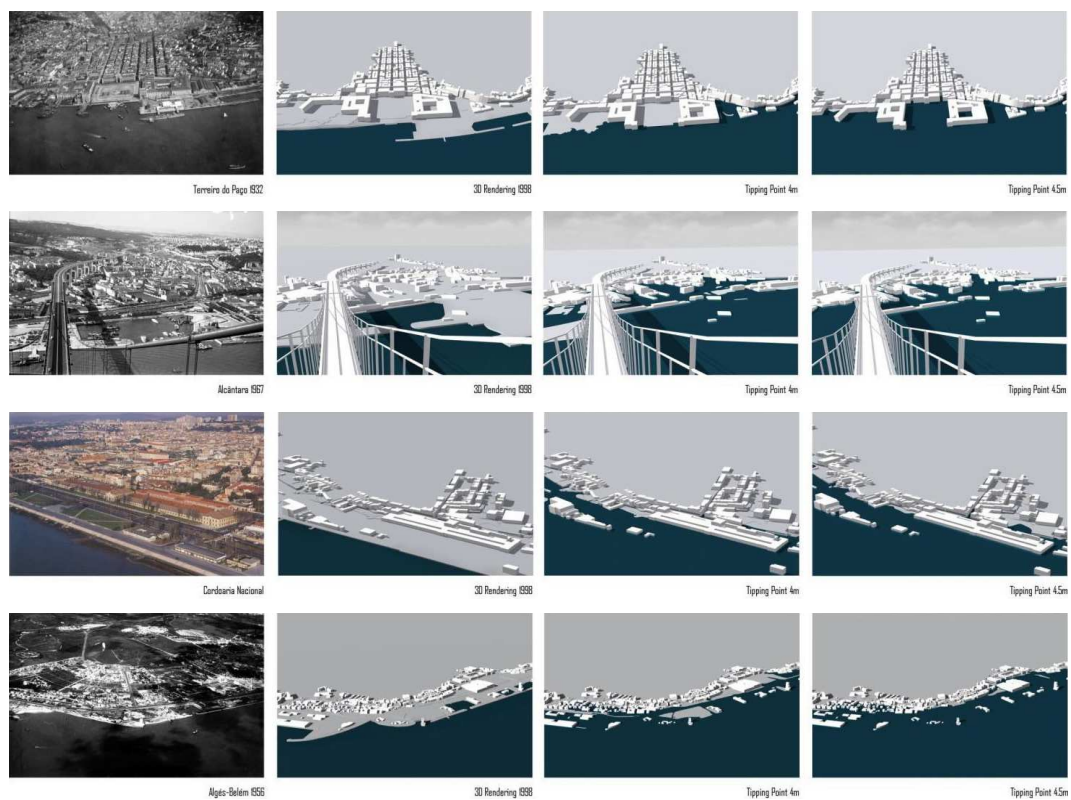 Terreiro do Paço 1932
3D Rendering 1998
Tipping Point 4m
Tipping Point 4.5m
Alcântara 1967
3D Rendering 1998
Tipping Point 4m
Tipping Point 4.5m
Cordoaria Nacional
3D Rendering 1998
Tipping Point 4m
Tipping Point 4.5m
Algés-Belém 1956
3D Rendering 1998
Tipping Point 4m
Tipping Point 4.5m